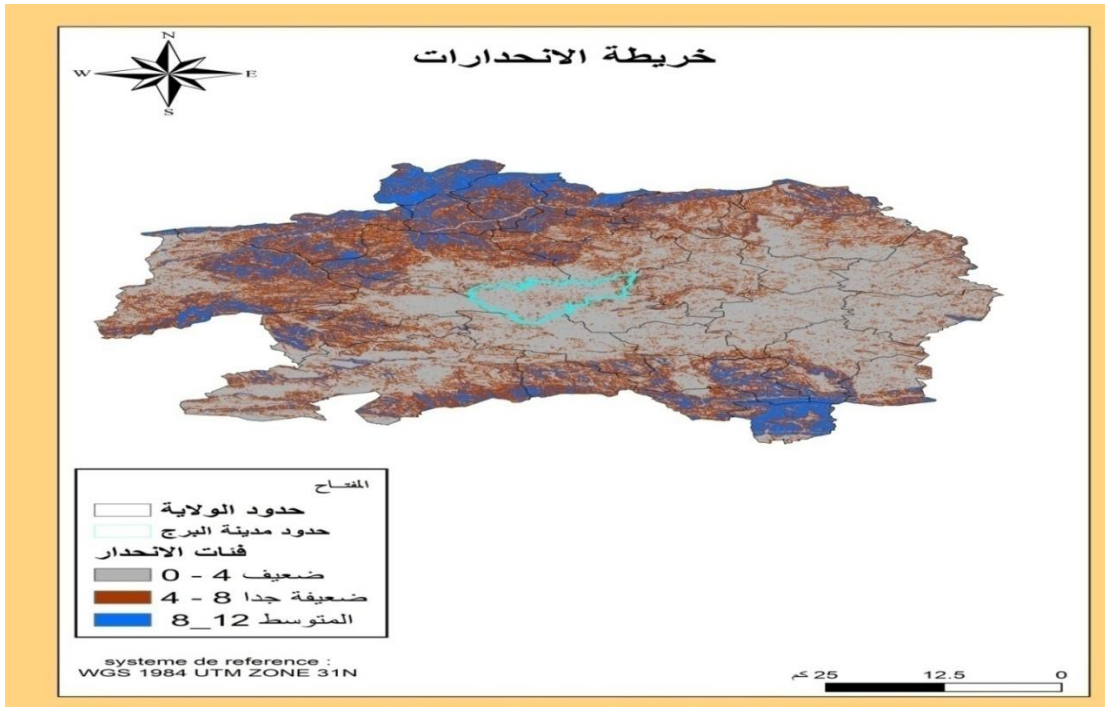 N
W E
S
خريطة الانحدارات
المفتاح
حدود الولاية
حدود مدينة البرج
فئات الانحدار
ضعيف 4 - 0
ضعيفة جدا 8 - 4
المتوسط 12_8
systeme de reference :
WGS 1984 UTM ZONE 31N
كم 25 12.5 0